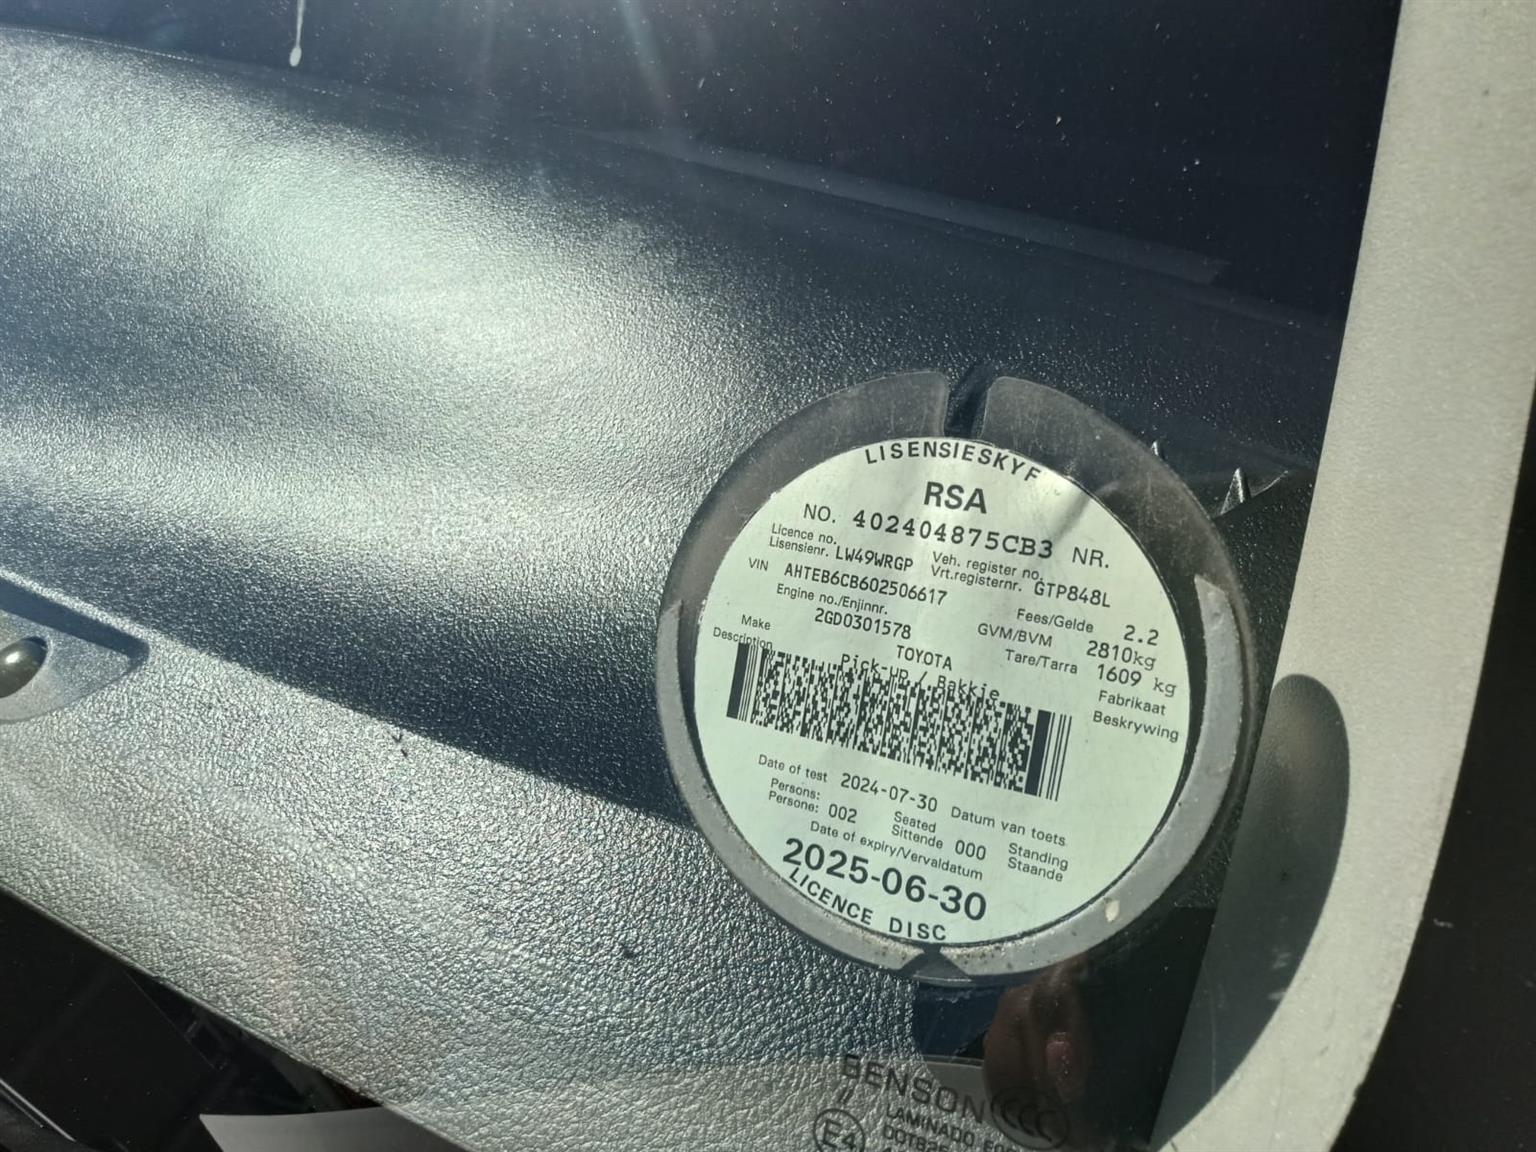 LISENSIESKYF
RSA
NO. 402404875CB3 NR.
Licence no. Lisensienr. LW49WRGP Veh. register no. Vrt.registernr. GTP848L
VIN AHTEB6CB602506617 Fees/Gelde 2.2
Engine no./Enjinnr. 2GD0301578 GVM/BVM 2810kg
Tare/Tarra 1609 kg
Make TOYOTA Fabrikaat
Description Pick-up / Bakkie Beskrywing
Date of test 2024-07-30 Datum van toets
Persons: Persone: 002 Seated Sittende 000 Standing Staande
Date of expiry/Vervaldatum
2025-06-30
LICENCE DISC
BENSON
CCC
LAMINADO
E4